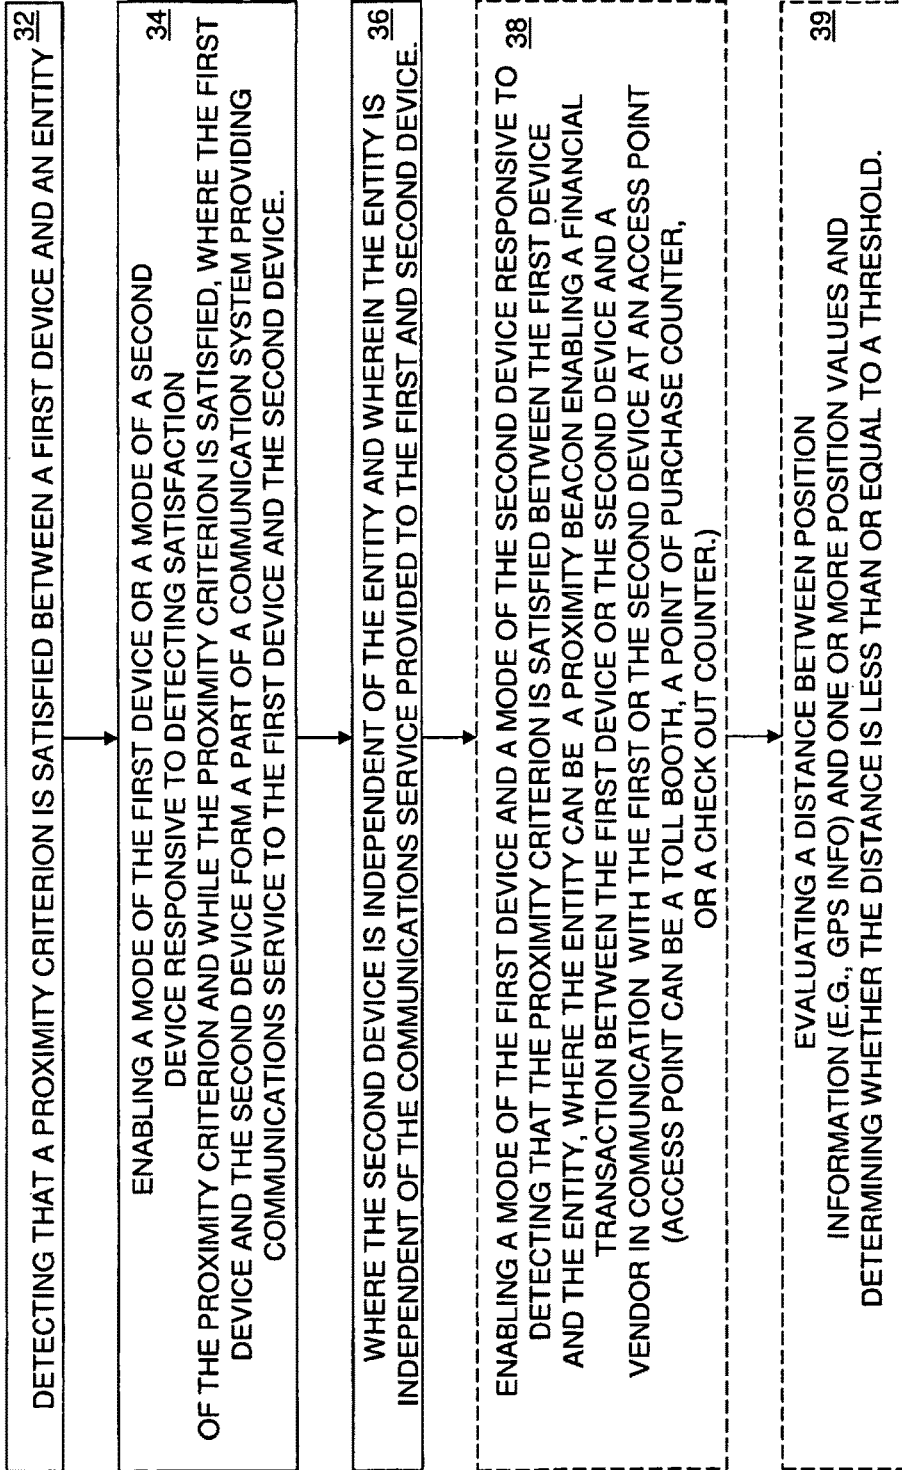 32
DETECTING THAT A PROXIMITY CRITERION IS SATISFIED BETWEEN A FIRST DEVICE AND AN ENTITY
34
ENABLING A MODE OF THE FIRST DEVICE OR A MODE OF A SECOND
DEVICE RESPONSIVE TO DETECTING SATISFACTION
OF THE PROXIMITY CRITERION AND WHILE THE PROXIMITY CRITERION IS SATISFIED, WHERE THE FIRST
DEVICE AND THE SECOND DEVICE FORM A PART OF A COMMUNICATION SYSTEM PROVIDING
COMMUNICATIONS SERVICE TO THE FIRST DEVICE AND THE SECOND DEVICE.
36
WHERE THE SECOND DEVICE IS INDEPENDENT OF THE ENTITY AND WHEREIN THE ENTITY IS
INDEPENDENT OF THE COMMUNICATIONS SERVICE PROVIDED TO THE FIRST AND SECOND DEVICE.
38
ENABLING A MODE OF THE FIRST DEVICE AND A MODE OF THE SECOND DEVICE RESPONSIVE TO
DETECTING THAT THE PROXIMITY CRITERION IS SATISFIED BETWEEN THE FIRST DEVICE
AND THE ENTITY, WHERE THE ENTITY CAN BE A PROXIMITY BEACON ENABLING A FINANCIAL
TRANSACTION BETWEEN THE FIRST DEVICE OR THE SECOND DEVICE AND A
VENDOR IN COMMUNICATION WITH THE FIRST OR THE SECOND DEVICE AT AN ACCESS POINT
(ACCESS POINT CAN BE A TOLL BOOTH, A POINT OF PURCHASE COUNTER,
OR A CHECK OUT COUNTER.)
39
EVALUATING A DISTANCE BETWEEN POSITION
INFORMATION (E.G., GPS INFO) AND ONE OR MORE POSITION VALUES AND
DETERMINING WHETHER THE DISTANCE IS LESS THAN OR EQUAL TO A THRESHOLD.